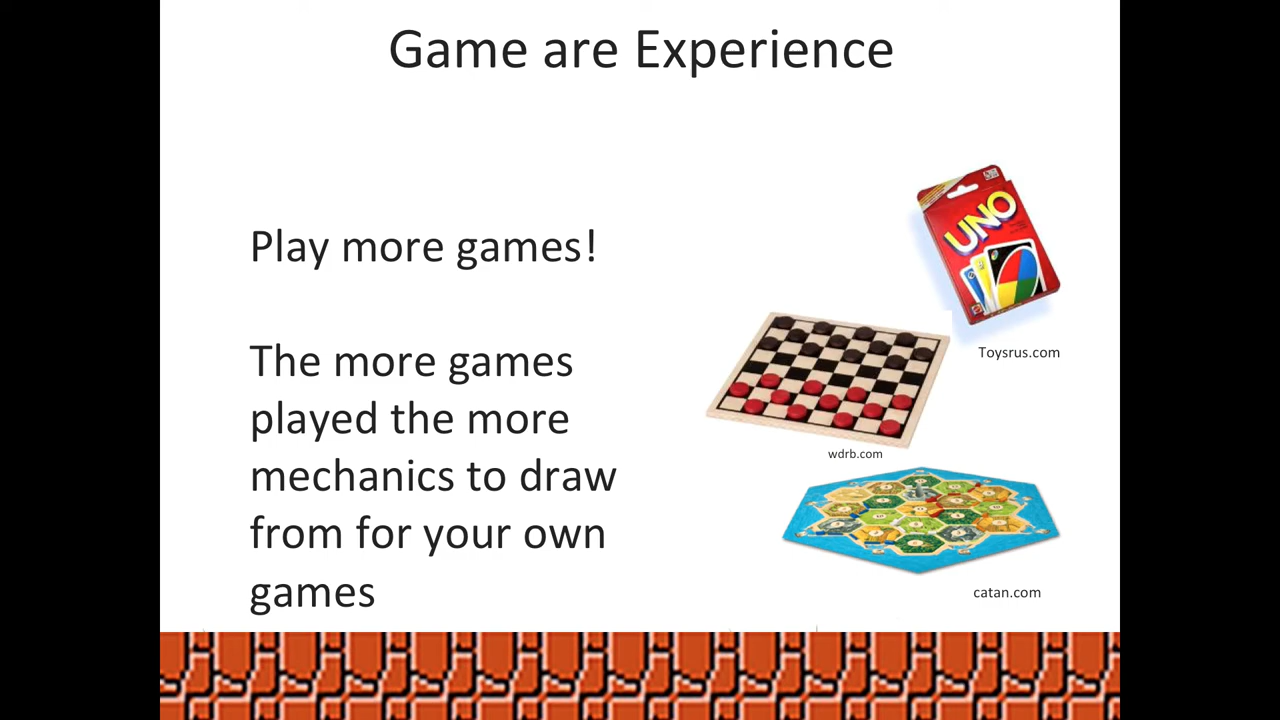 Game are Experience
Play more games!
UNO
Toysrus.com
The more games
played the more
mechanics to draw
from for your own
games
wdrb.com
catan.com